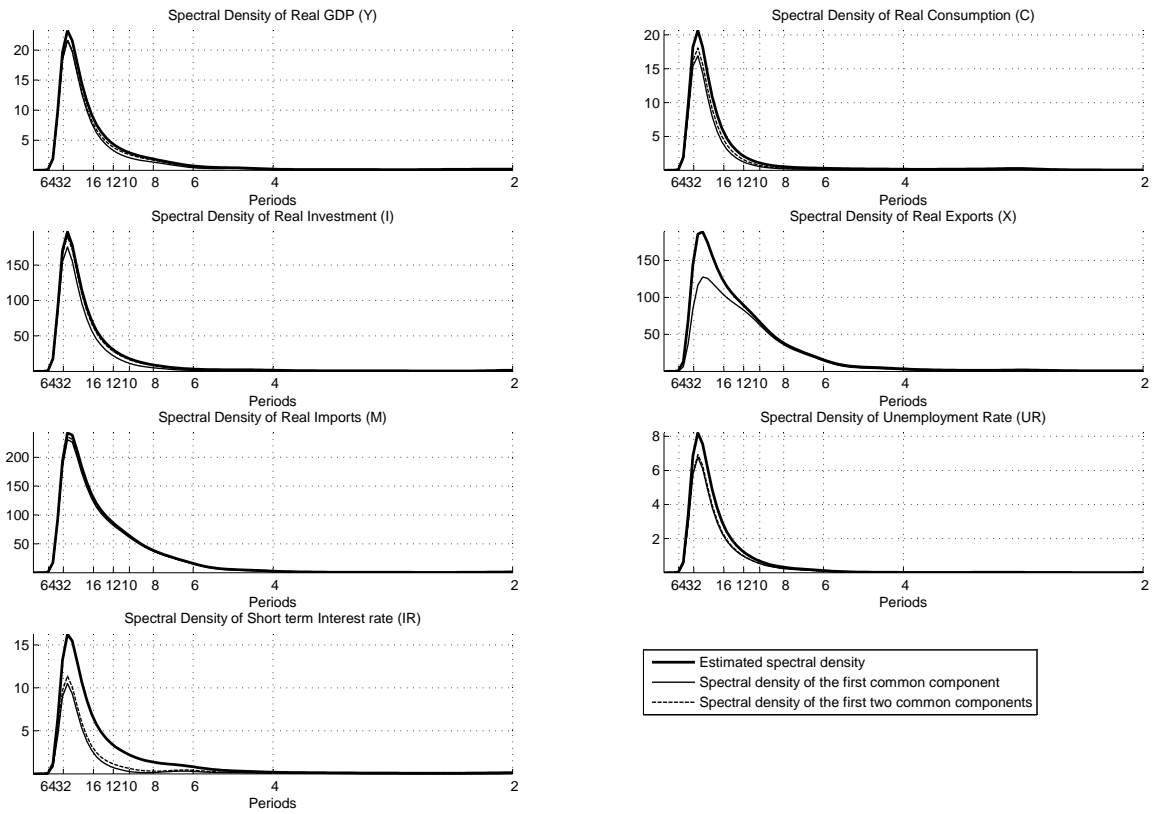 Spectral Density of Real GDP (Y)
20
15
10
5
6432 16 1210 8 6 4 2
Periods
Spectral Density of Real Consumption (C)
20
15
10
5
6432 16 1210 8 6 4 2
Periods
Spectral Density of Real Investment (I)
150
100
50
6432 16 1210 8 6 4 2
Periods
Spectral Density of Real Exports (X)
150
100
50
6432 16 1210 8 6 4 2
Periods
Spectral Density of Real Imports (M)
200
150
100
50
6432 16 1210 8 6 4 2
Periods
Spectral Density of Unemployment Rate (UR)
8
6
4
2
6432 16 1210 8 6 4 2
Periods
Spectral Density of Short term Interest rate (IR)
15
10
5
6432 16 1210 8 6 4 2
Periods
Estimated spectral density
Spectral density of the first common component
Spectral density of the first two common components